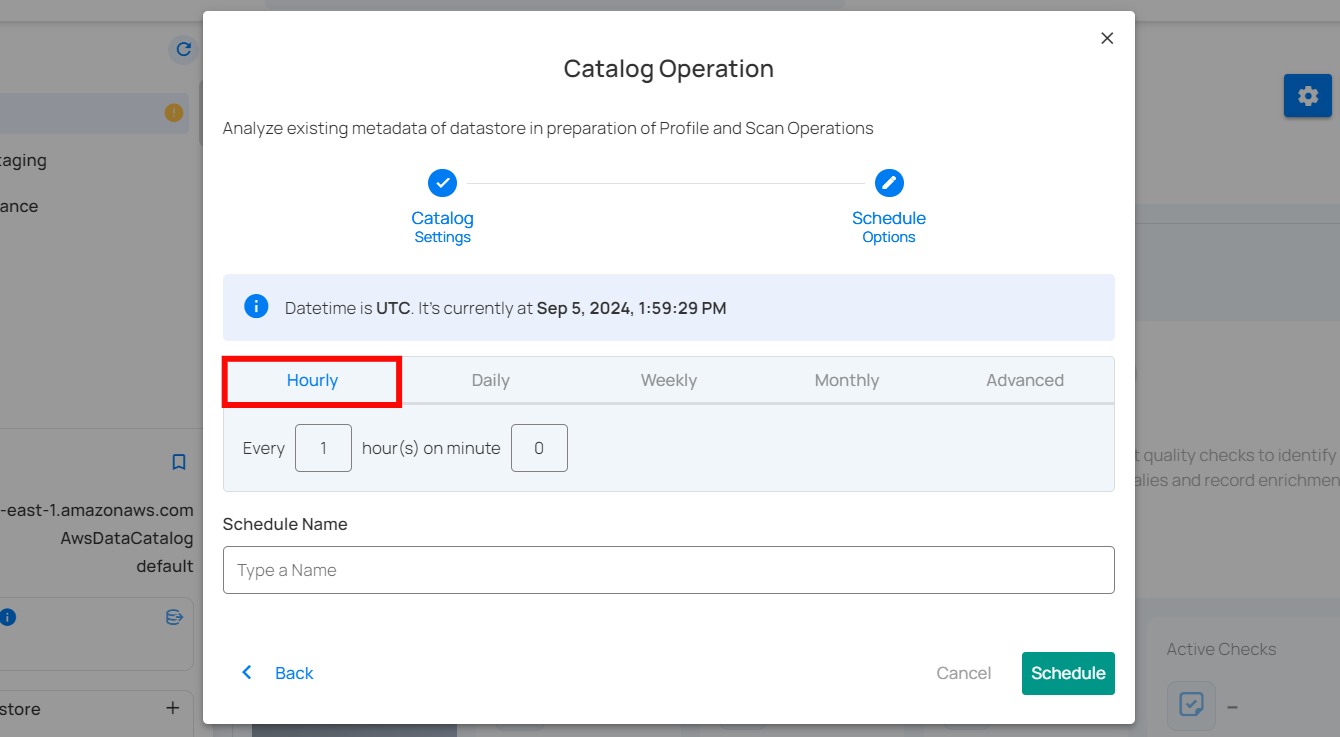 Catalog Operation
Analyze existing metadata of datastore in preparation of Profile and Scan Operations
Catalog
Settings
Schedule
Options
Datetime is UTC. It's currently at Sep 5, 2024, 1:59:29 PM
Hourly Daily Weekly Monthly Advanced
Every 1 hour(s) on minute 0
Schedule Name
Type a Name
Back
Cancel
Schedule
taging
ance
-east-1.amazonaws.com
AwsDataCatalog
default
store
t quality checks to identify
alies and record enrichmen
Active Checks
–